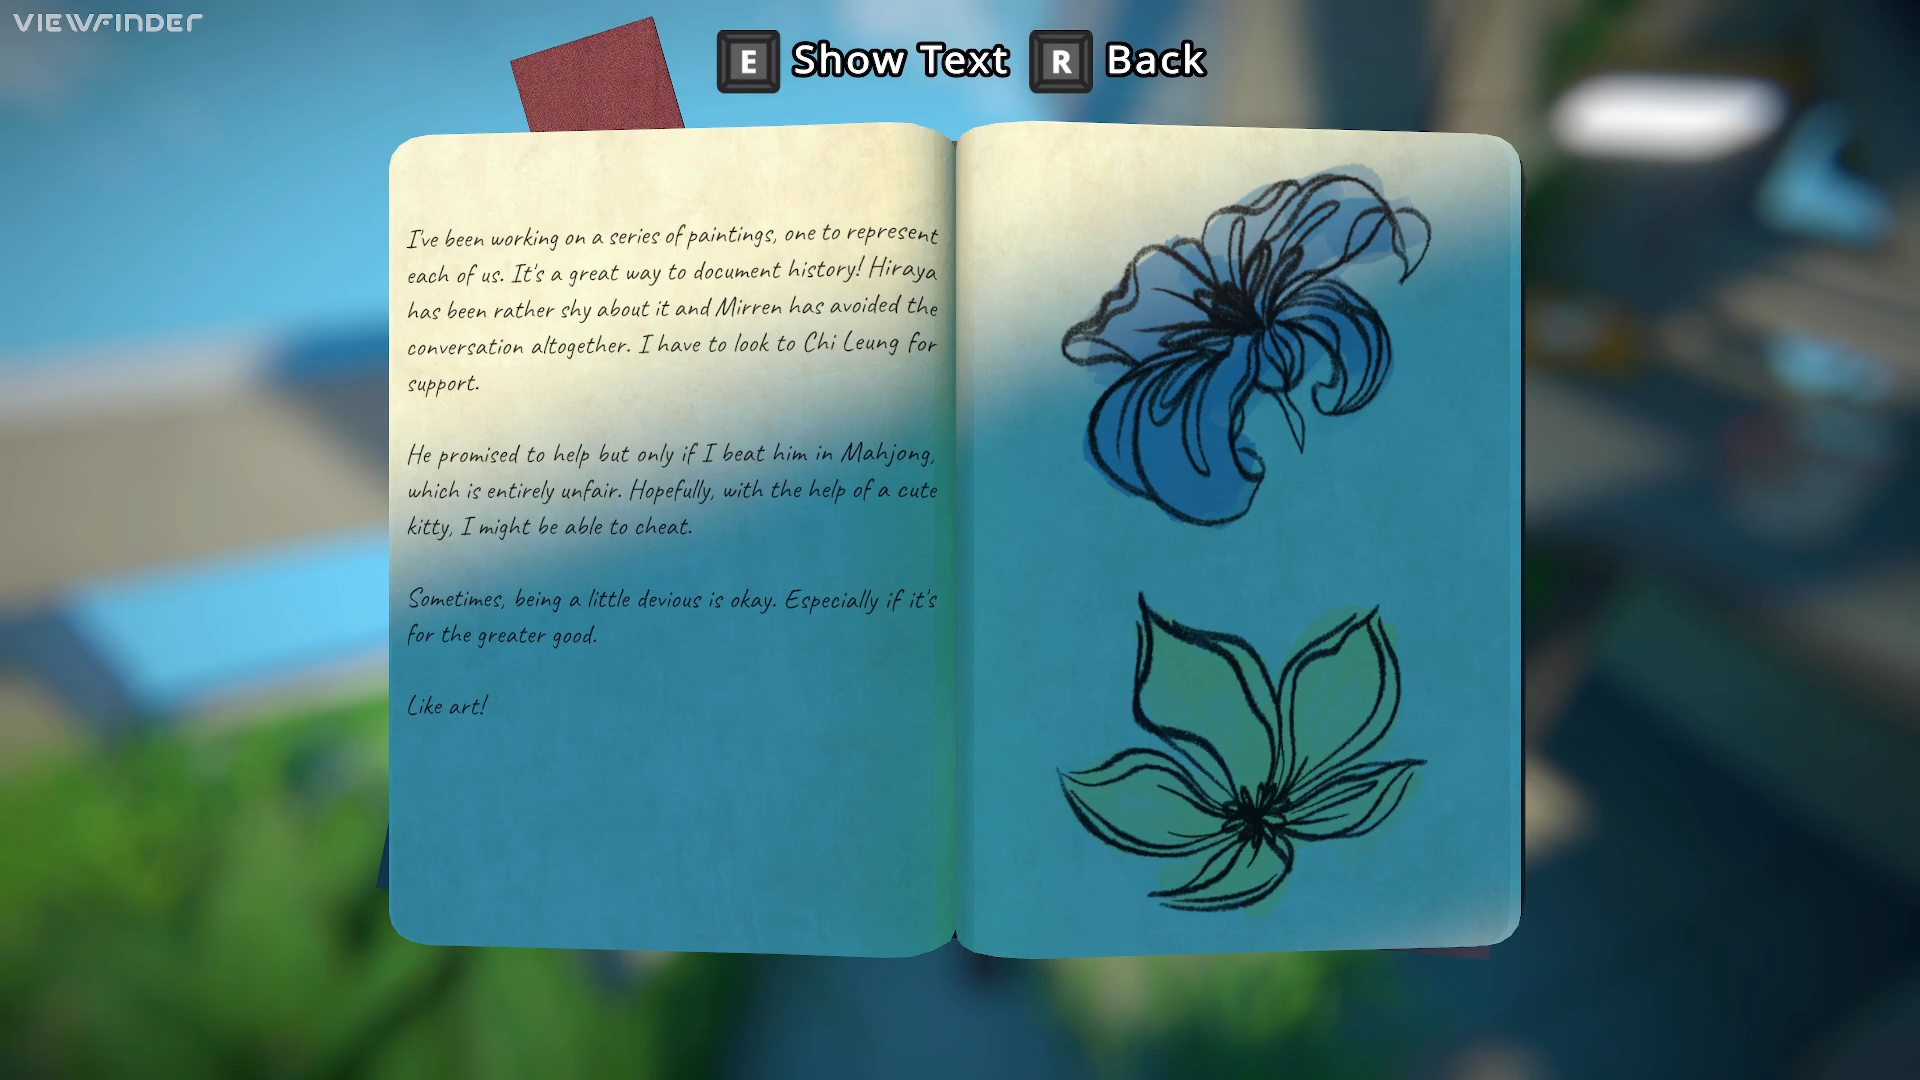 VIEWFINDER
E Show Text R Back
I've been working on a series of paintings, one to represent
each of us. It's a great way to document history! Hiraya
has been rather shy about it and Mirren has avoided the
conversation altogether. I have to look to Chi Leung for
support.
He promised to help but only if I beat him in Mahjong,
which is entirely unfair. Hopefully, with the help of a cute
kitty, I might be able to cheat.
Sometimes, being a little devious is okay. Especially if it's
for the greater good.
Like art!